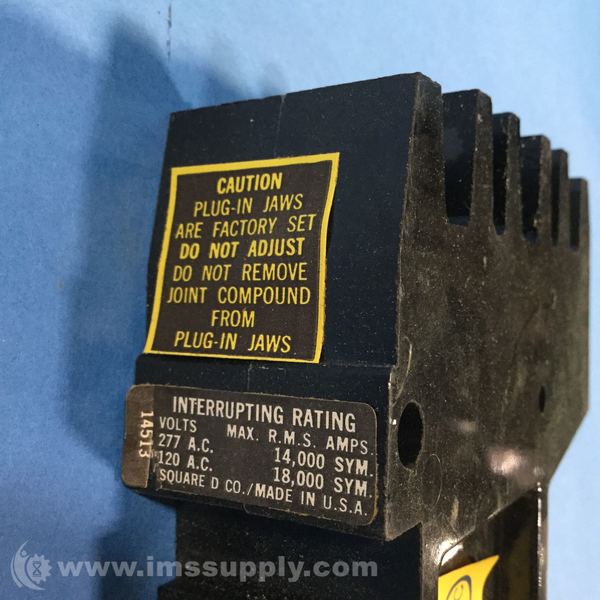 CAUTION
PLUG-IN JAWS
ARE FACTORY SET
DO NOT ADJUST
DO NOT REMOVE
JOINT COMPOUND
FROM
PLUG-IN JAWS
14513
INTERRUPTING RATING
VOLTS MAX. R.M.S. AMPS.
277 A.C. 14,000 SYM.
120 A.C. 18,000 SYM.
SQUARE D CO./MADE IN U.S.A.
www.imssupply.com